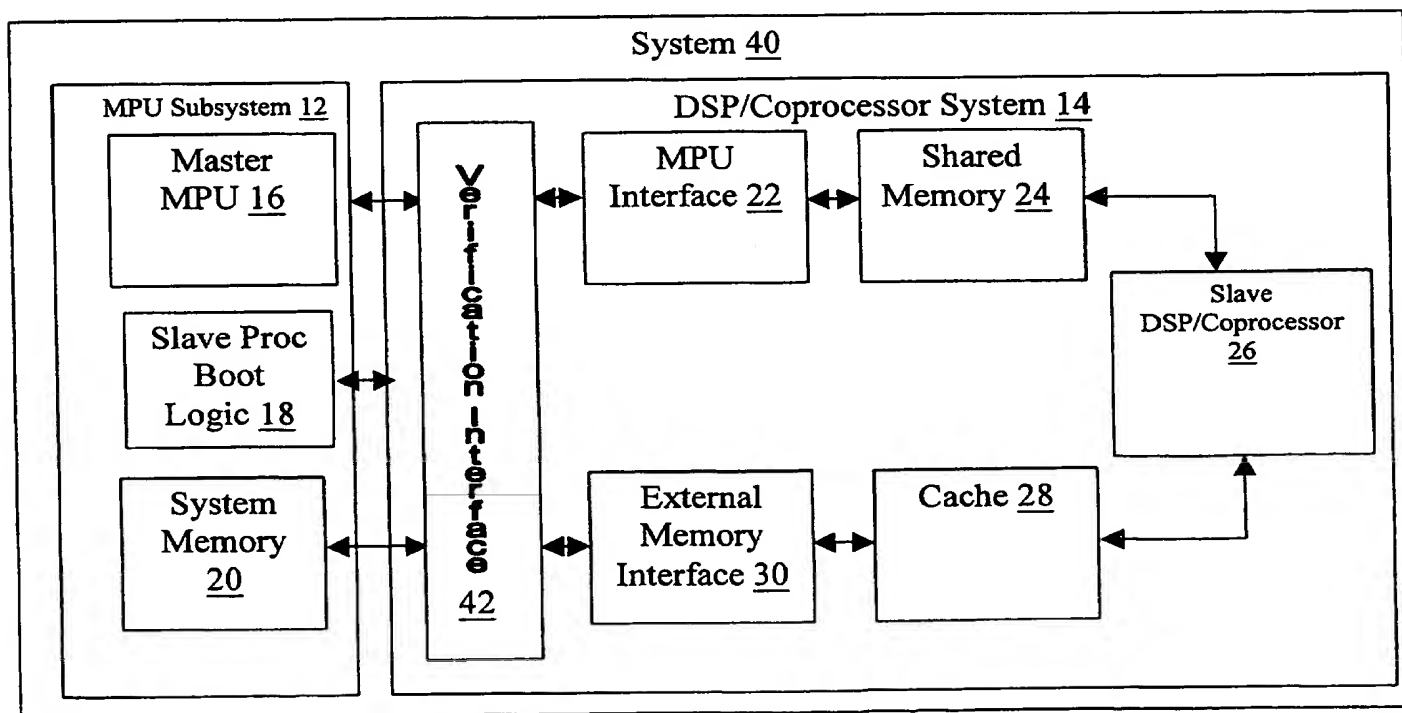 System 40
MPU Subsystem 12
DSP/Coprocessor System 14
Master
MPU 16
Slave Proc
Boot
Logic 18
System
Memory
20
Verification Interface
42
MPU
Interface 22
Shared
Memory 24
Slave
DSP/Coprocessor
26
External
Memory
Interface 30
Cache 28